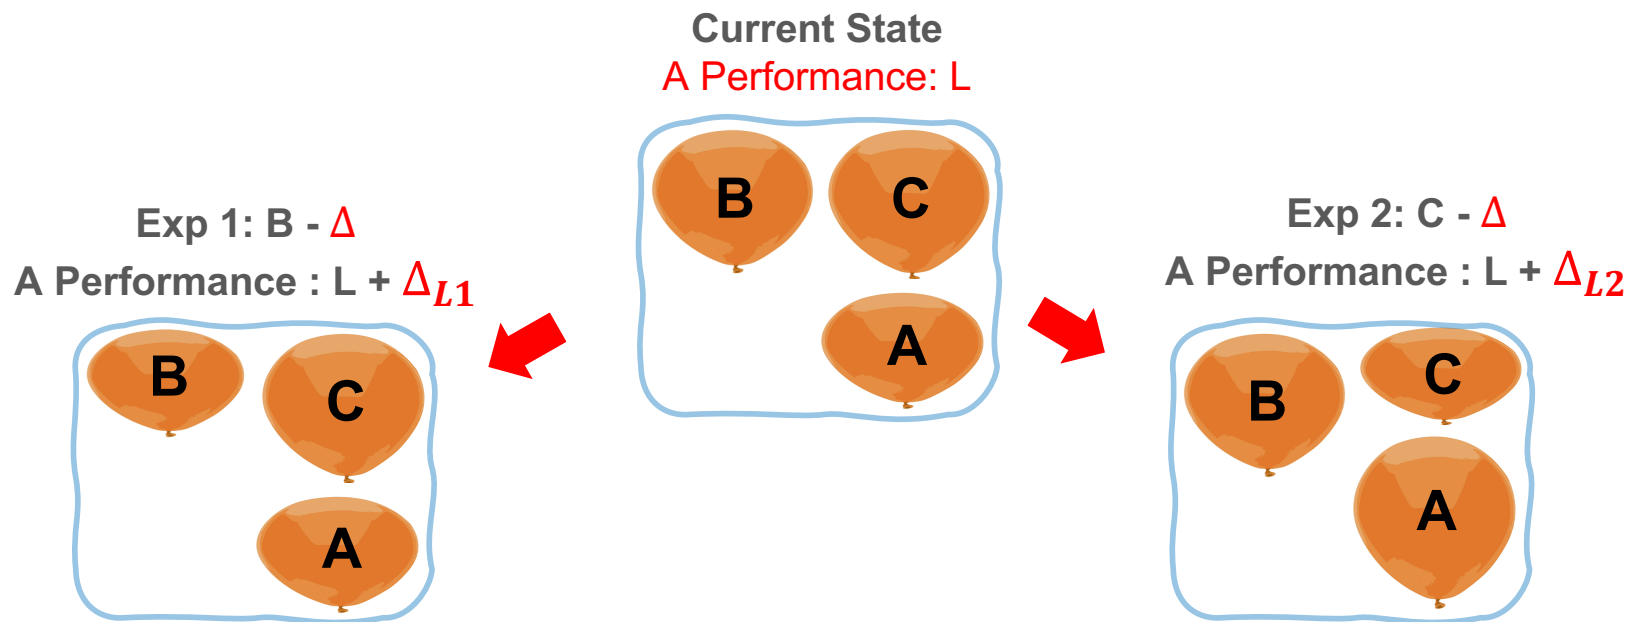 Current State
A Performance: L
B
C
A
Exp 1: B - Δ
A Performance : L + Δ_L1
B
C
A
Exp 2: C - Δ
A Performance : L + Δ_L2
B
C
A